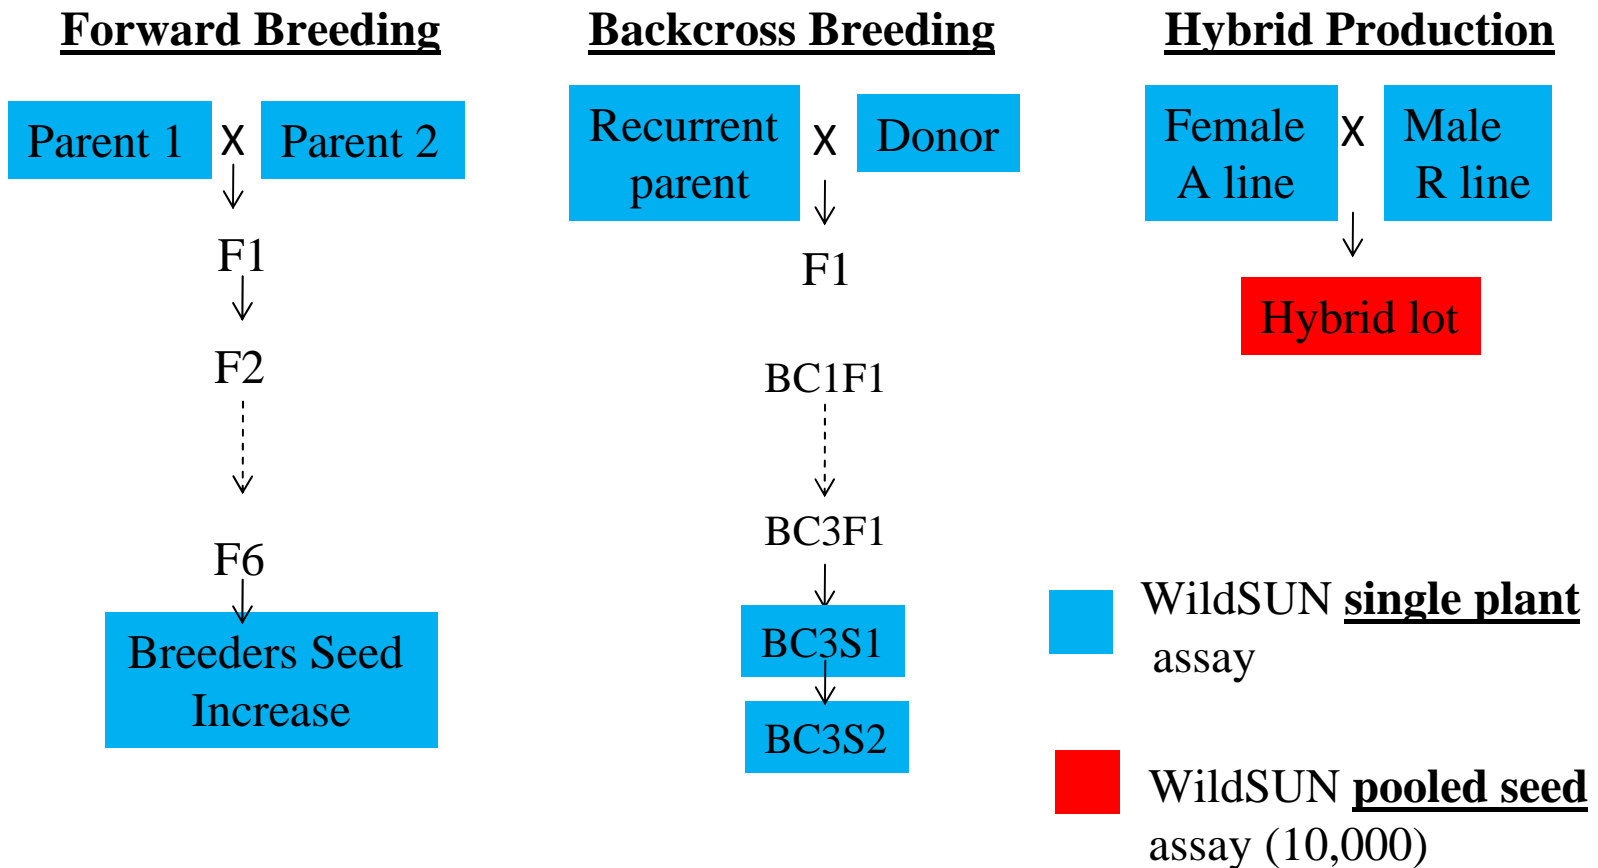 Forward Breeding
Parent 1 X Parent 2
F1
F2
F6
Breeders Seed
Increase
Backcross Breeding
Recurrent
parent
X
Donor
F1
BC1F1
BC3F1
BC3S1
BC3S2
Hybrid Production
Female
A line
X
Male
R line
Hybrid lot
WildSUN single plant
assay
WildSUN pooled seed
assay (10,000)